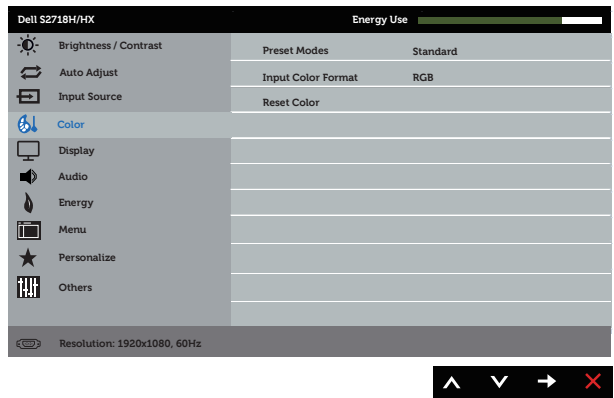 Dell S2718H/HX Energy Use
Brightness / Contrast
Auto Adjust
Input Source
Color
Display
Audio
Energy
Menu
Personalize
Others
Preset Modes Standard
Input Color Format RGB
Reset Color
Resolution: 1920x1080, 60Hz